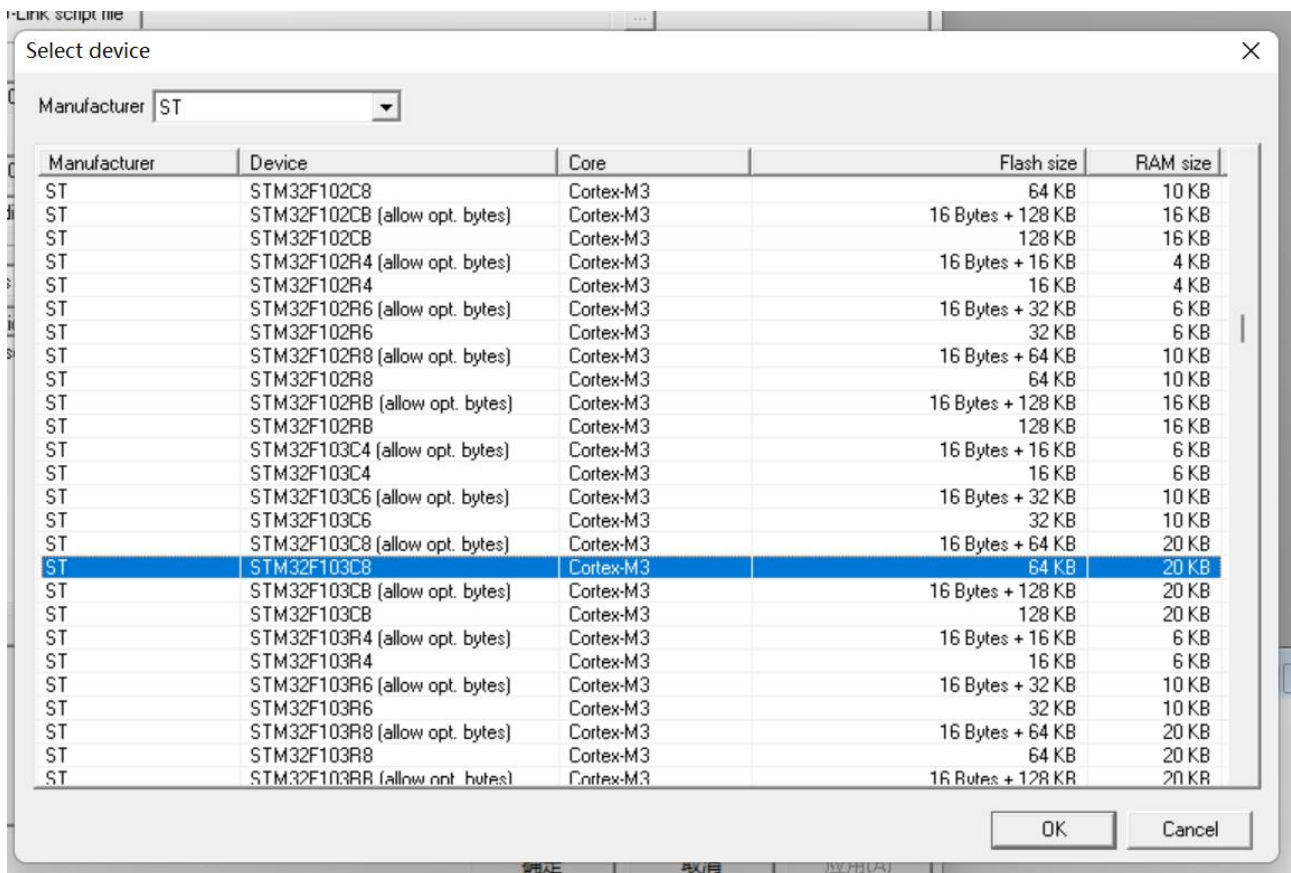 J-Link script file
...
Select device
Manufacturer ST
Manufacturer Device Core Flash size RAM size
ST STM32F102C8 Cortex-M3 64 KB 10 KB
ST STM32F102CB (allow opt. bytes) Cortex-M3 16 Bytes + 128 KB 16 KB
ST STM32F102CB Cortex-M3 128 KB 16 KB
ST STM32F102R4 (allow opt. bytes) Cortex-M3 16 Bytes + 16 KB 4 KB
ST STM32F102R4 Cortex-M3 16 KB 4 KB
ST STM32F102R6 (allow opt. bytes) Cortex-M3 16 Bytes + 32 KB 6 KB
ST STM32F102R6 Cortex-M3 32 KB 6 KB
ST STM32F102R8 (allow opt. bytes) Cortex-M3 16 Bytes + 64 KB 10 KB
ST STM32F102R8 Cortex-M3 64 KB 10 KB
ST STM32F102RB (allow opt. bytes) Cortex-M3 16 Bytes + 128 KB 16 KB
ST STM32F102RB Cortex-M3 128 KB 16 KB
ST STM32F103C4 (allow opt. bytes) Cortex-M3 16 Bytes + 16 KB 6 KB
ST STM32F103C4 Cortex-M3 16 KB 6 KB
ST STM32F103C6 (allow opt. bytes) Cortex-M3 16 Bytes + 32 KB 10 KB
ST STM32F103C6 Cortex-M3 32 KB 10 KB
ST STM32F103C8 (allow opt. bytes) Cortex-M3 16 Bytes + 64 KB 20 KB
ST STM32F103C8 Cortex-M3 64 KB 20 KB
ST STM32F103CB (allow opt. bytes) Cortex-M3 16 Bytes + 128 KB 20 KB
ST STM32F103CB Cortex-M3 128 KB 20 KB
ST STM32F103R4 (allow opt. bytes) Cortex-M3 16 Bytes + 16 KB 6 KB
ST STM32F103R4 Cortex-M3 16 KB 6 KB
ST STM32F103R6 (allow opt. bytes) Cortex-M3 16 Bytes + 32 KB 10 KB
ST STM32F103R6 Cortex-M3 32 KB 10 KB
ST STM32F103R8 (allow opt. bytes) Cortex-M3 16 Bytes + 64 KB 20 KB
ST STM32F103R8 Cortex-M3 64 KB 20 KB
ST STM32F103RB (allow opt. bytes) Cortex-M3 16 Bytes + 128 KB 20 KB
OK Cancel
确定 取消 应用(A)